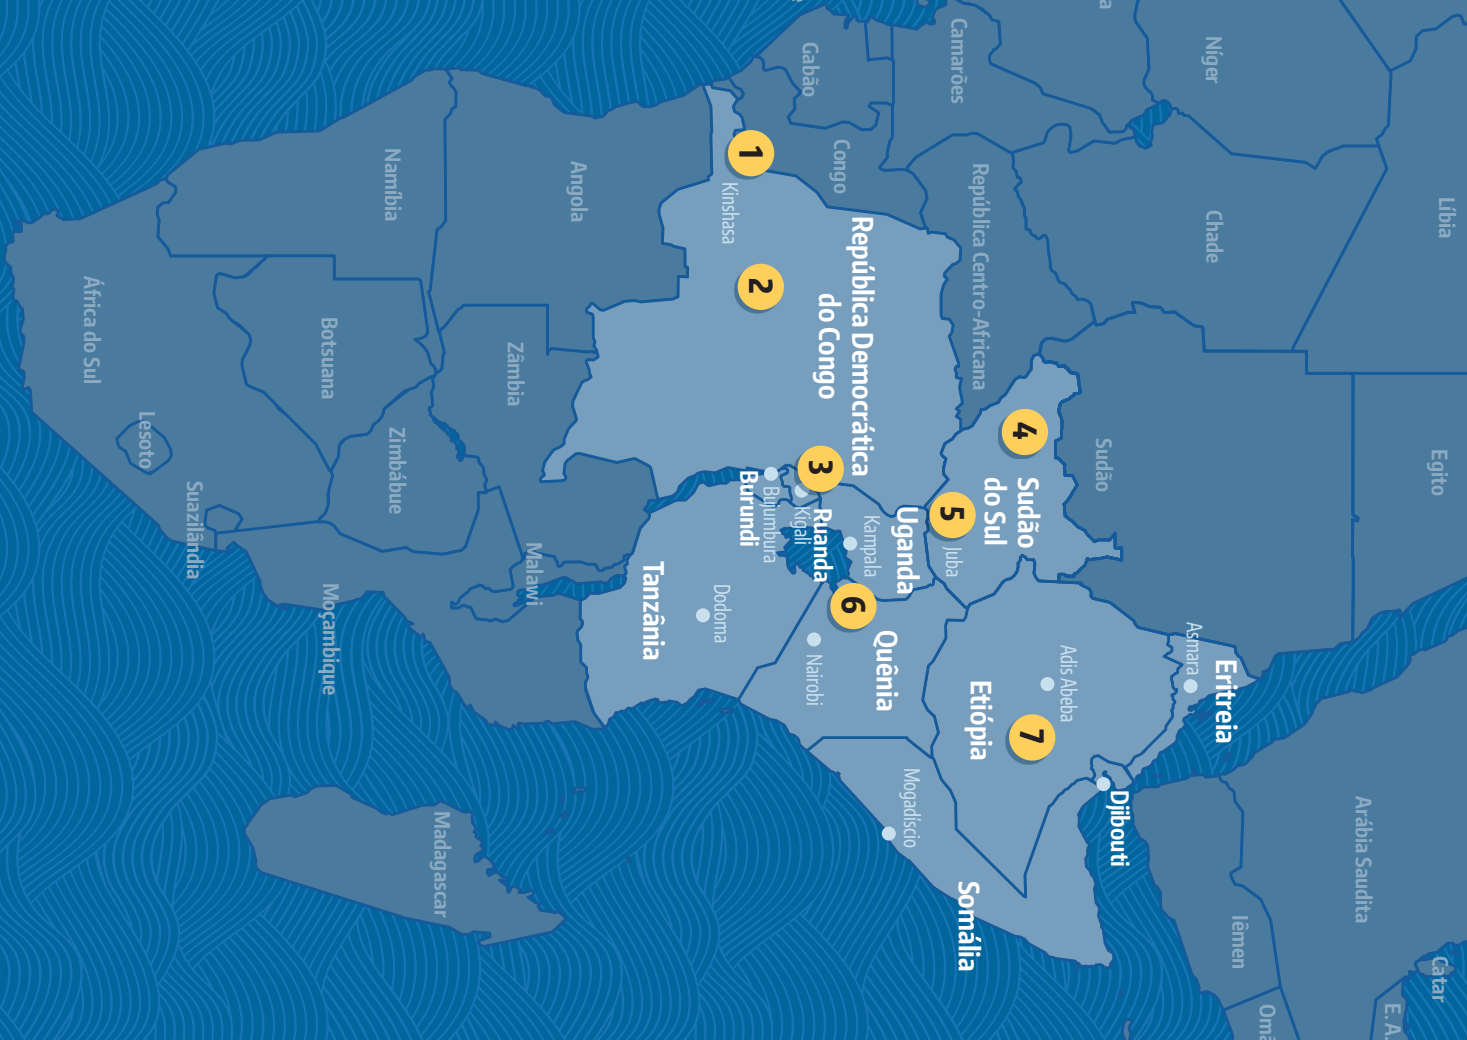 Líbia
Egito
Catar
E. A.
Arábia Saudita
Níger
Chade
Eritreia
Iêmen
Omã
Asmara
Sudão
Djibouti
Adis Abeba
7
Sudão
do Sul
4
Etiópia
República Centro-Africana
Camarões
Somália
5
Juba
Uganda
Mogadíscio
Quênia
Kampala
República Democrática
do Congo
6
Congo
Gabão
3
Ruanda
Nairobi
Kigali
Bujumbura
Burundi
2
1
Kinshasa
Dodoma
Tanzânia
Angola
Malawi
Zâmbia
Madagascar
Namíbia
Zimbábue
Botsuana
Moçambique
Suazilândia
Lesoto
África do Sul